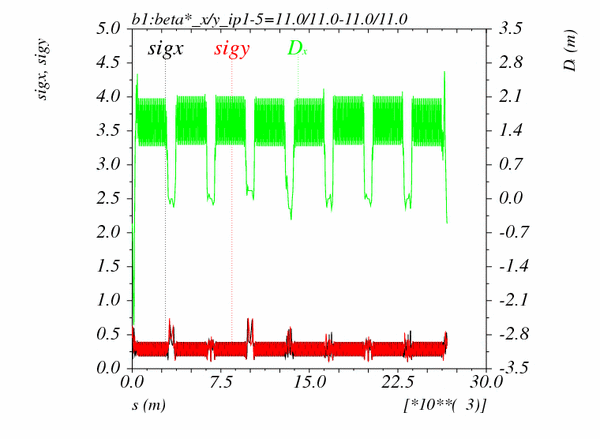 b1:beta*_x/y_ip1-5=11.0/11.0-11.0/11.0
sigx, sigy
D (m)
sigx sigy Dx
5.0 3.5
4.5 2.8
4.0 2.1
3.5 1.4
3.0 0.7
2.5 0.0
2.0 -0.7
1.5 -1.4
1.0 -2.1
0.5 -2.8
0.0 -3.5
0.0 7.5 15.0 22.5 30.0
s (m) [*10**( 3)]